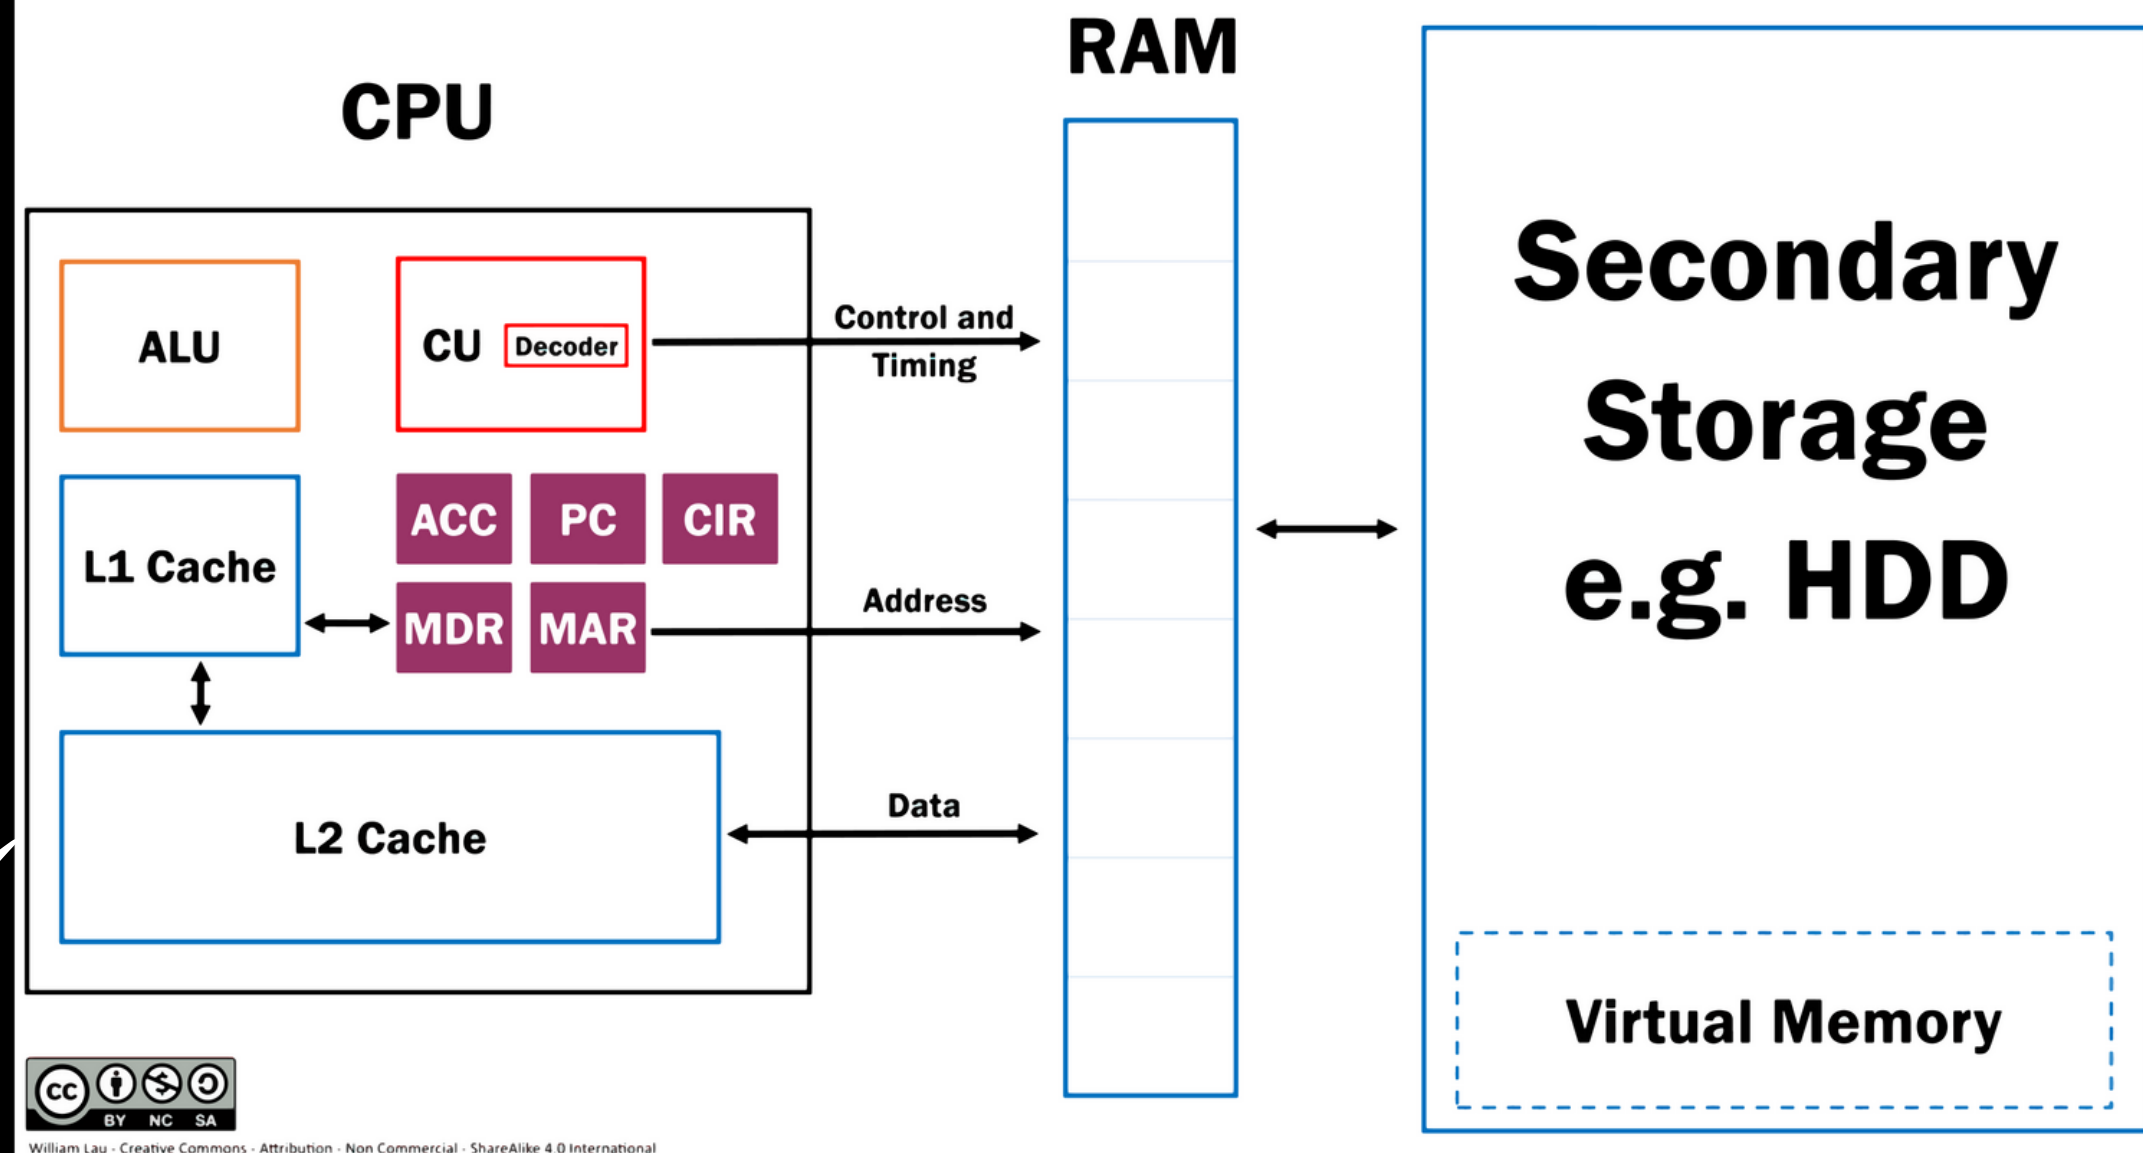 RAM
CPU
ALU
CU
Decoder
Control and
Timing
L1 Cache
ACC
PC
CIR
MDR
MAR
Address
L2 Cache
Data
Secondary
Storage
e.g. HDD
Virtual Memory
cc
BY NC SA
William Lau - Creative Commons - Attribution - Non Commercial - ShareAlike 4.0 International